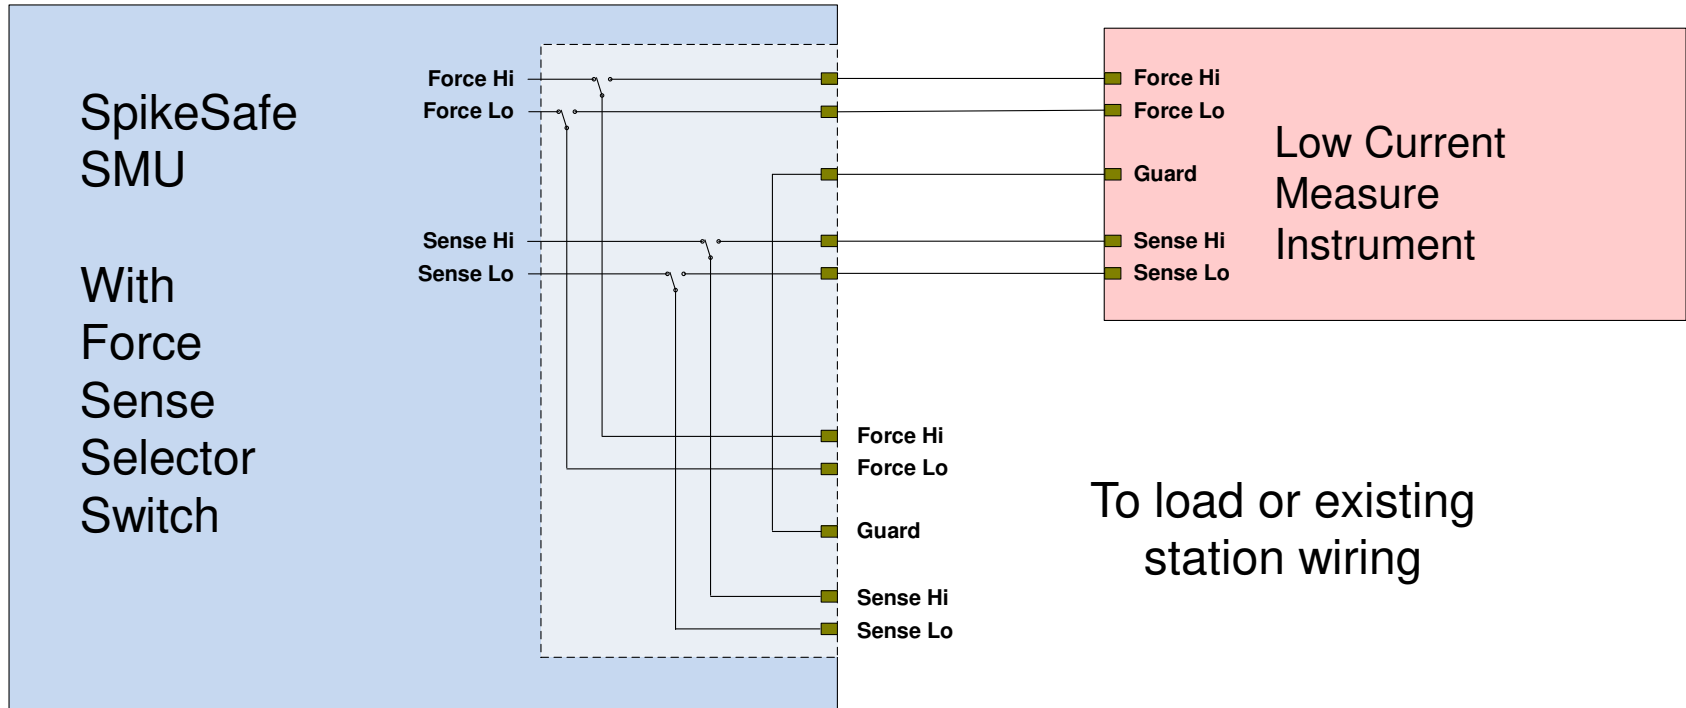 SpikeSafe
SMU
With
Force
Sense
Selector
Switch
Force Hi
Force Lo
Sense Hi
Sense Lo
Force Hi
Force Lo
Guard
Sense Hi
Sense Lo
Low Current
Measure
Instrument
Force Hi
Force Lo
Guard
Sense Hi
Sense Lo
To load or existing
station wiring